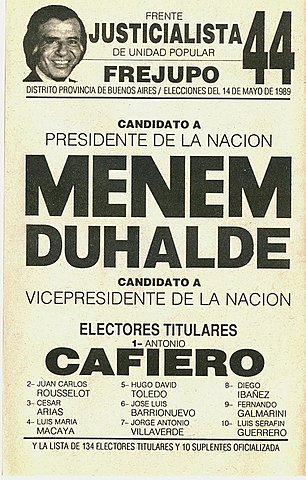 FRENTE
JUSTICIALISTA
DE UNIDAD POPULAR
44
FREJUPO
DISTRITO PROVINCIA DE BUENOS AIRES / ELECCIONES DEL 14 DE MAYO DE 1989
CANDIDATO A
PRESIDENTE DE LA NACION
MENEM
DUHALDE
CANDIDATO A
VICEPRESIDENTE DE LA NACION
ELECTORES TITULARES
1- ANTONIO
CAFIERO
2- JUAN CARLOS
ROUSSELOT
3- CESAR
ARIAS
4- LUIS MARIA
MACAYA
5- HUGO DAVID
TOLEDO
6- JOSE LUIS
BARRIONUEVO
7- JORGE ANTONIO
VILLAVERDE
8- DIEGO
IBAÑEZ
9- FERNANDO
GALMARINI
10- LUIS SERAFIN
GUERRERO
Y LA LISTA DE 134 ELECTORES TITULARES Y 10 SUPLENTES OFICIALIZADA